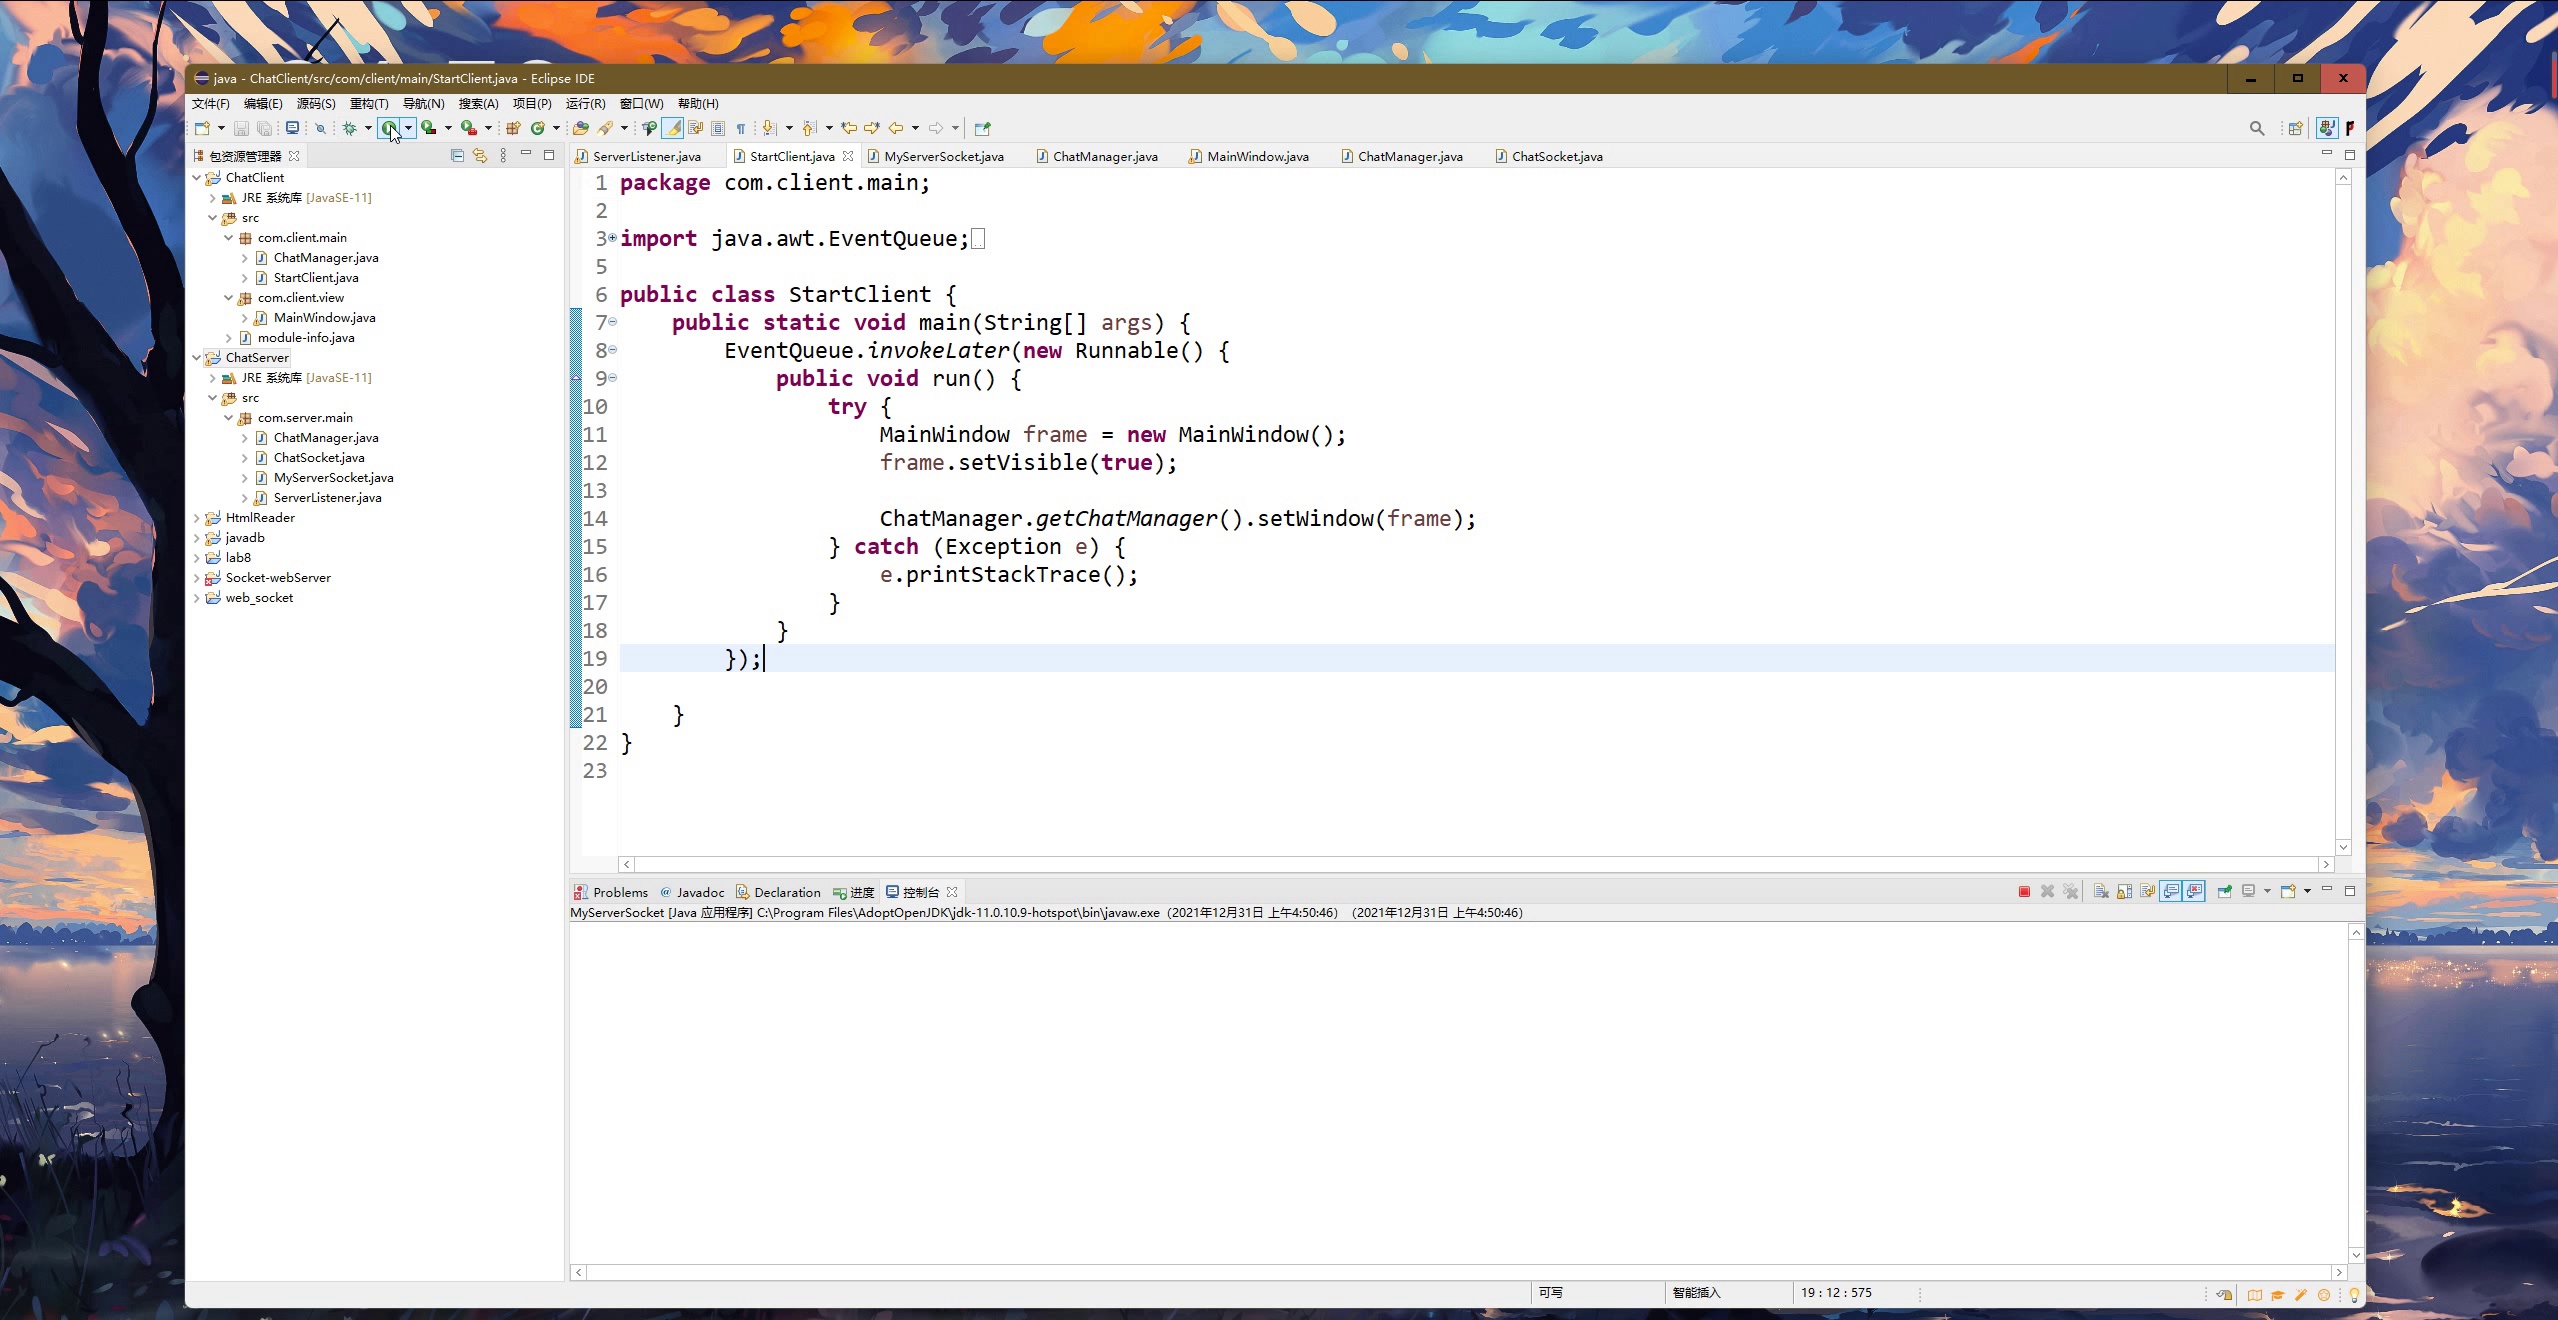 java - ChatClient/src/com/client/main/StartClient.java - Eclipse IDE
文件(F) 编辑(E) 源码(S) 重构(T) 导航(N) 搜索(A) 项目(P) 运行(R) 窗口(W) 帮助(H)
包资源管理器
ChatClient
JRE 系统库 [JavaSE-11]
src
com.client.main
ChatManager.java
StartClient.java
com.client.view
MainWindow.java
module-info.java
ChatServer
JRE 系统库 [JavaSE-11]
src
com.server.main
ChatManager.java
ChatSocket.java
MyServerSocket.java
ServerListener.java
HtmlReader
javadb
lab8
Socket-webServer
web_socket
ServerListener.java StartClient.java MyServerSocket.java ChatManager.java MainWindow.java ChatManager.java ChatSocket.java
1 package com.client.main;
2
3 import java.awt.EventQueue;
5
6 public class StartClient {
7 public static void main(String[] args) {
8 EventQueue.invokeLater(new Runnable() {
9 public void run() {
10 try {
11 MainWindow frame = new MainWindow();
12 frame.setVisible(true);
13
14 ChatManager.getChatManager().setWindow(frame);
15 } catch (Exception e) {
16 e.printStackTrace();
17 }
18 }
19 });
20
21 }
22 }
23
Problems @ Javadoc Declaration 进度 控制台
MyServerSocket [Java 应用程序] C:\Program Files\AdoptOpenJDK\jdk-11.0.10.9-hotspot\bin\javaw.exe (2021年12月31日 上午4:50:46) (2021年12月31日 上午4:50:46)
可写 智能插入 19 : 12 : 575